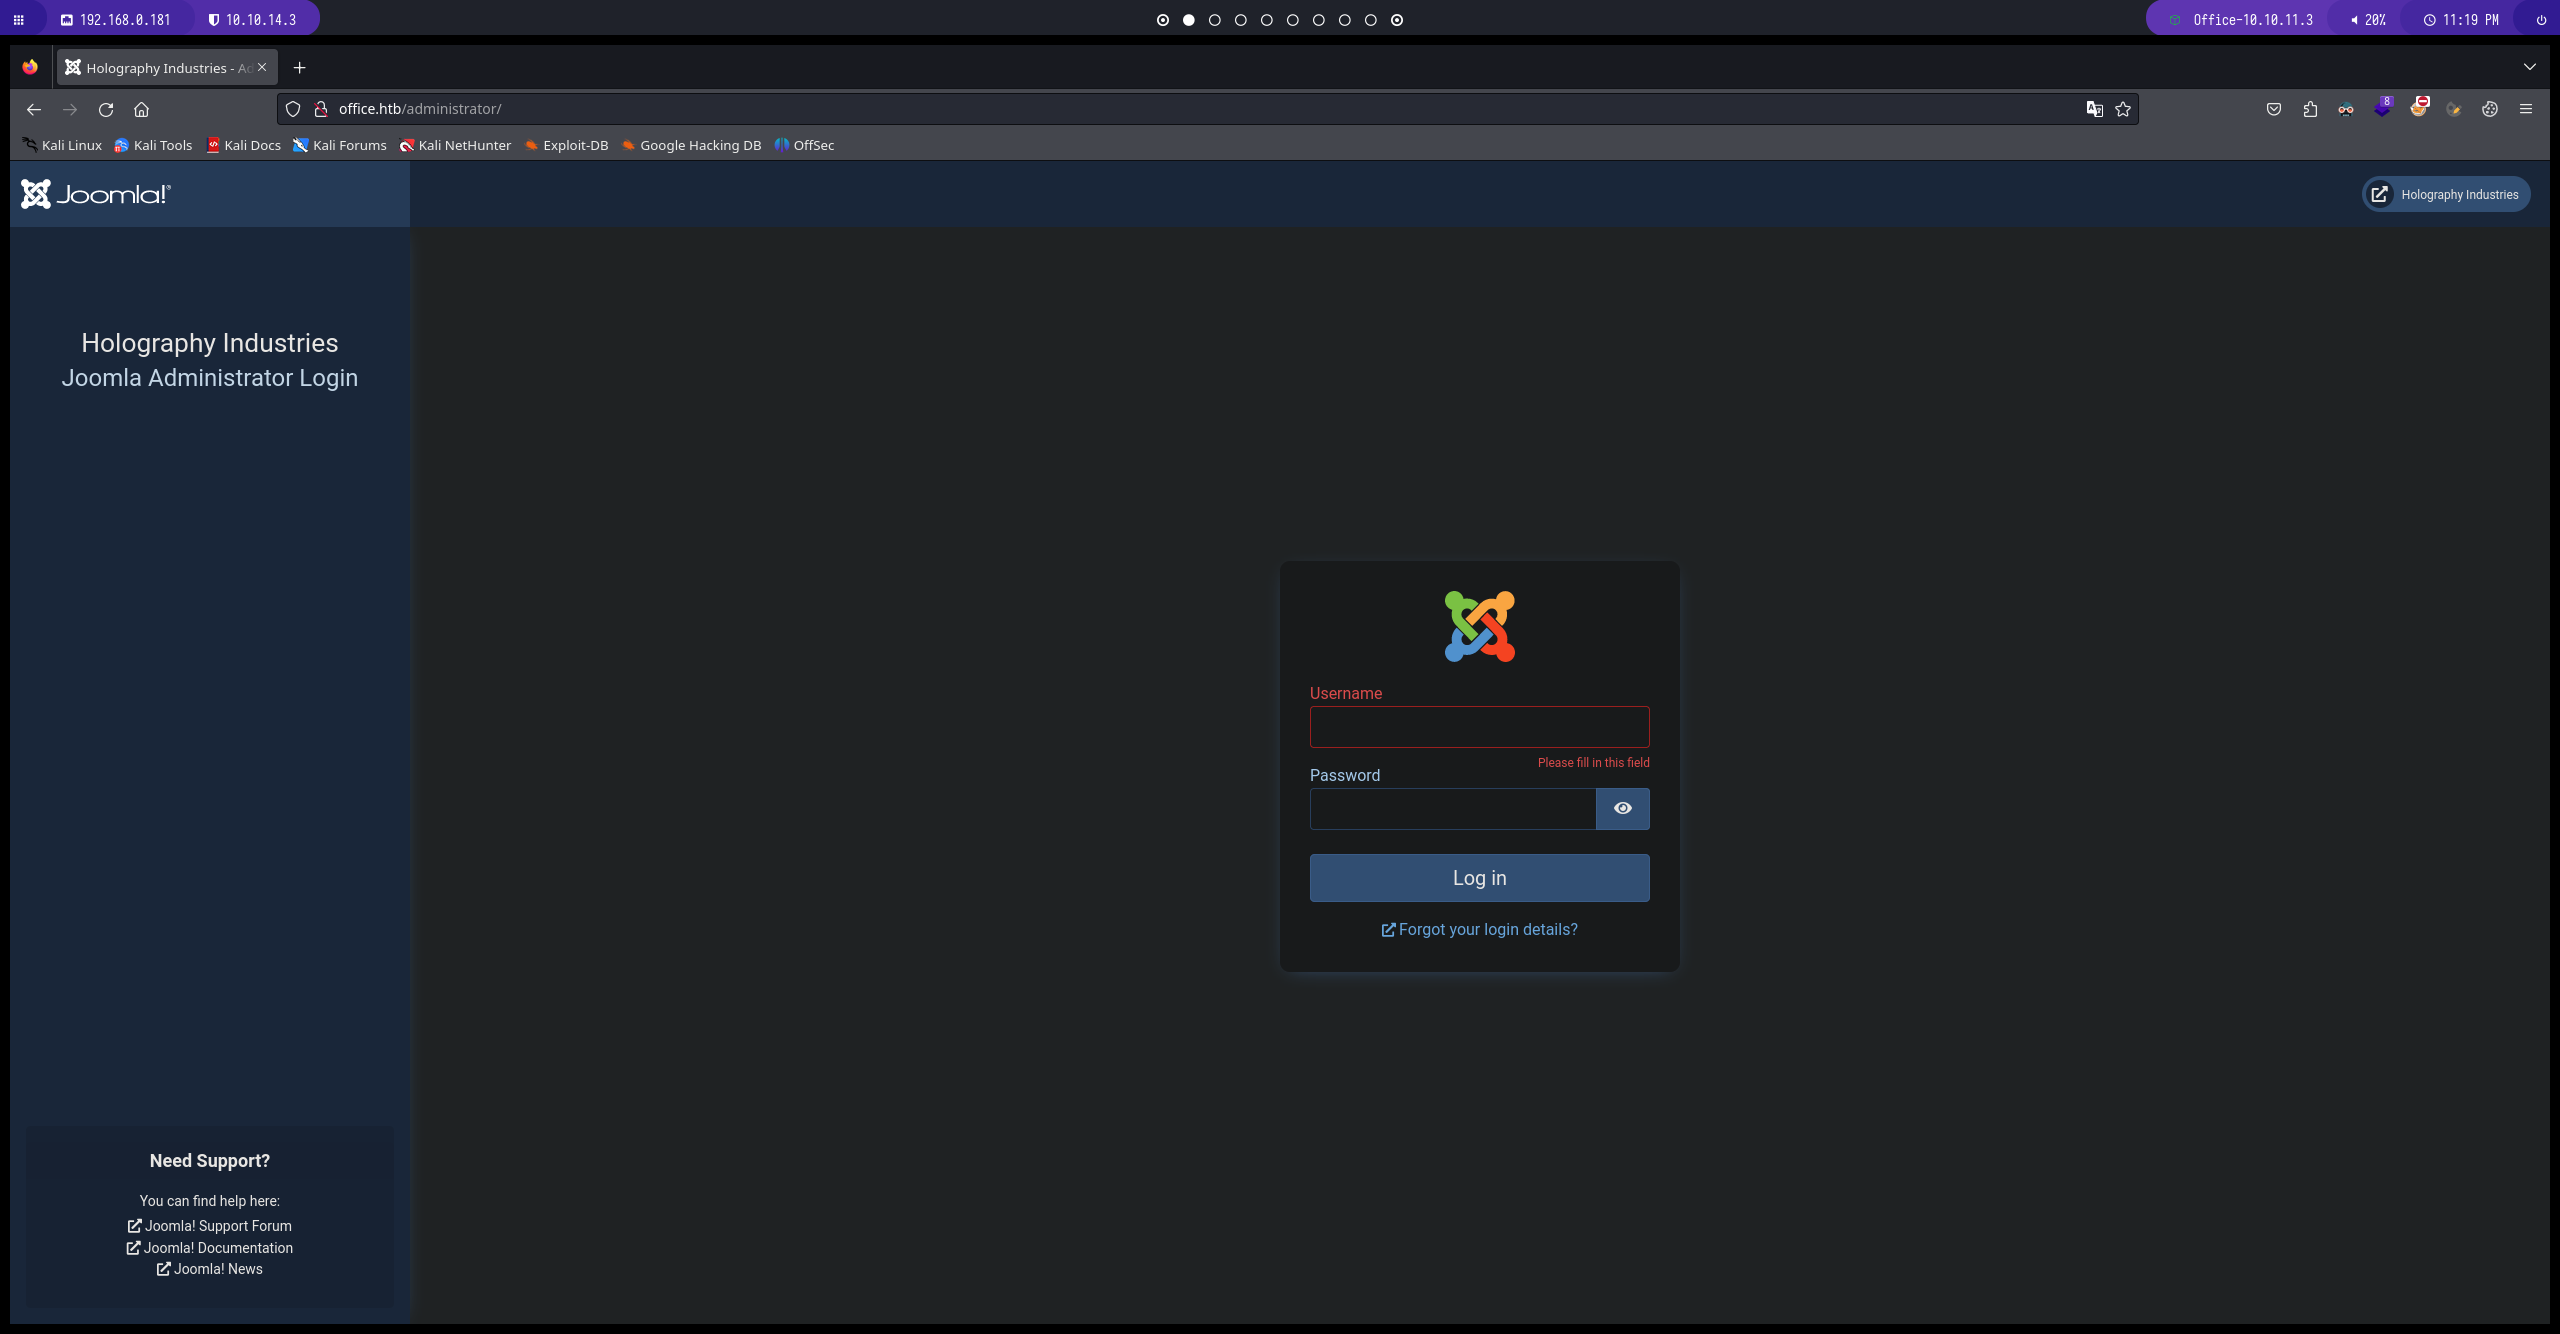 192.168.0.181 10.10.14.3 Office-10.10.11.3 20% 11:19 PM
Holography Industries - Ad
office.htb/administrator/ 8
Kali Linux Kali Tools Kali Docs Kali Forums Kali NetHunter Exploit-DB Google Hacking DB OffSec
Joomla!® Holography Industries
Holography Industries
Joomla Administrator Login
Username
Please fill in this field
Password
Log in
Forgot your login details?
Need Support?
You can find help here:
Joomla! Support Forum
Joomla! Documentation
Joomla! News